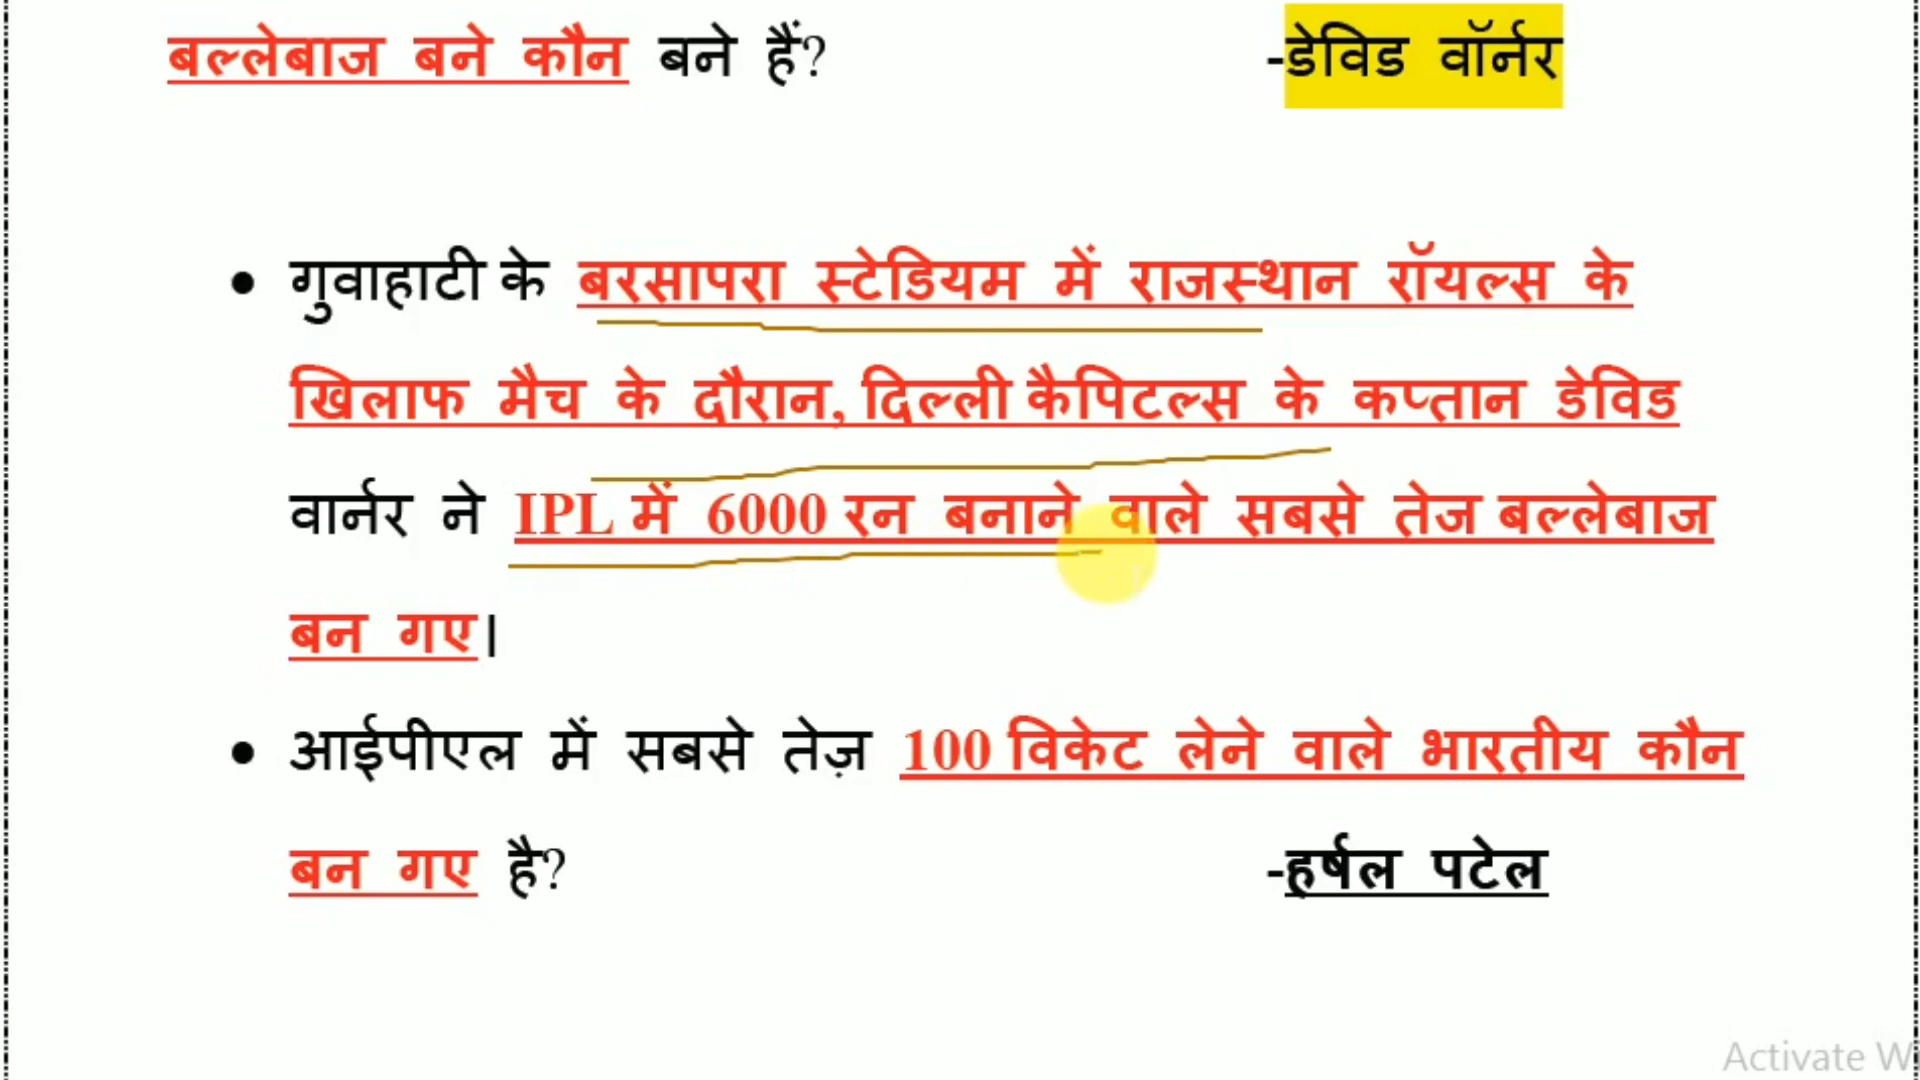 बल्लेबाज बने कौन बने हैं? -डेविड वॉर्नर
• गुवाहाटी के बरसापरा स्टेडियम में राजस्थान रॉयल्स के
खिलाफ मैच के दौरान, दिल्ली कैपिटल्स के कप्तान डेविड
वार्नर ने IPL में 6000 रन बनाने वाले सबसे तेज बल्लेबाज
बन गए।
• आईपीएल में सबसे तेज़ 100 विकेट लेने वाले भारतीय कौन
बन गए है? -हर्षल पटेल
Activate W